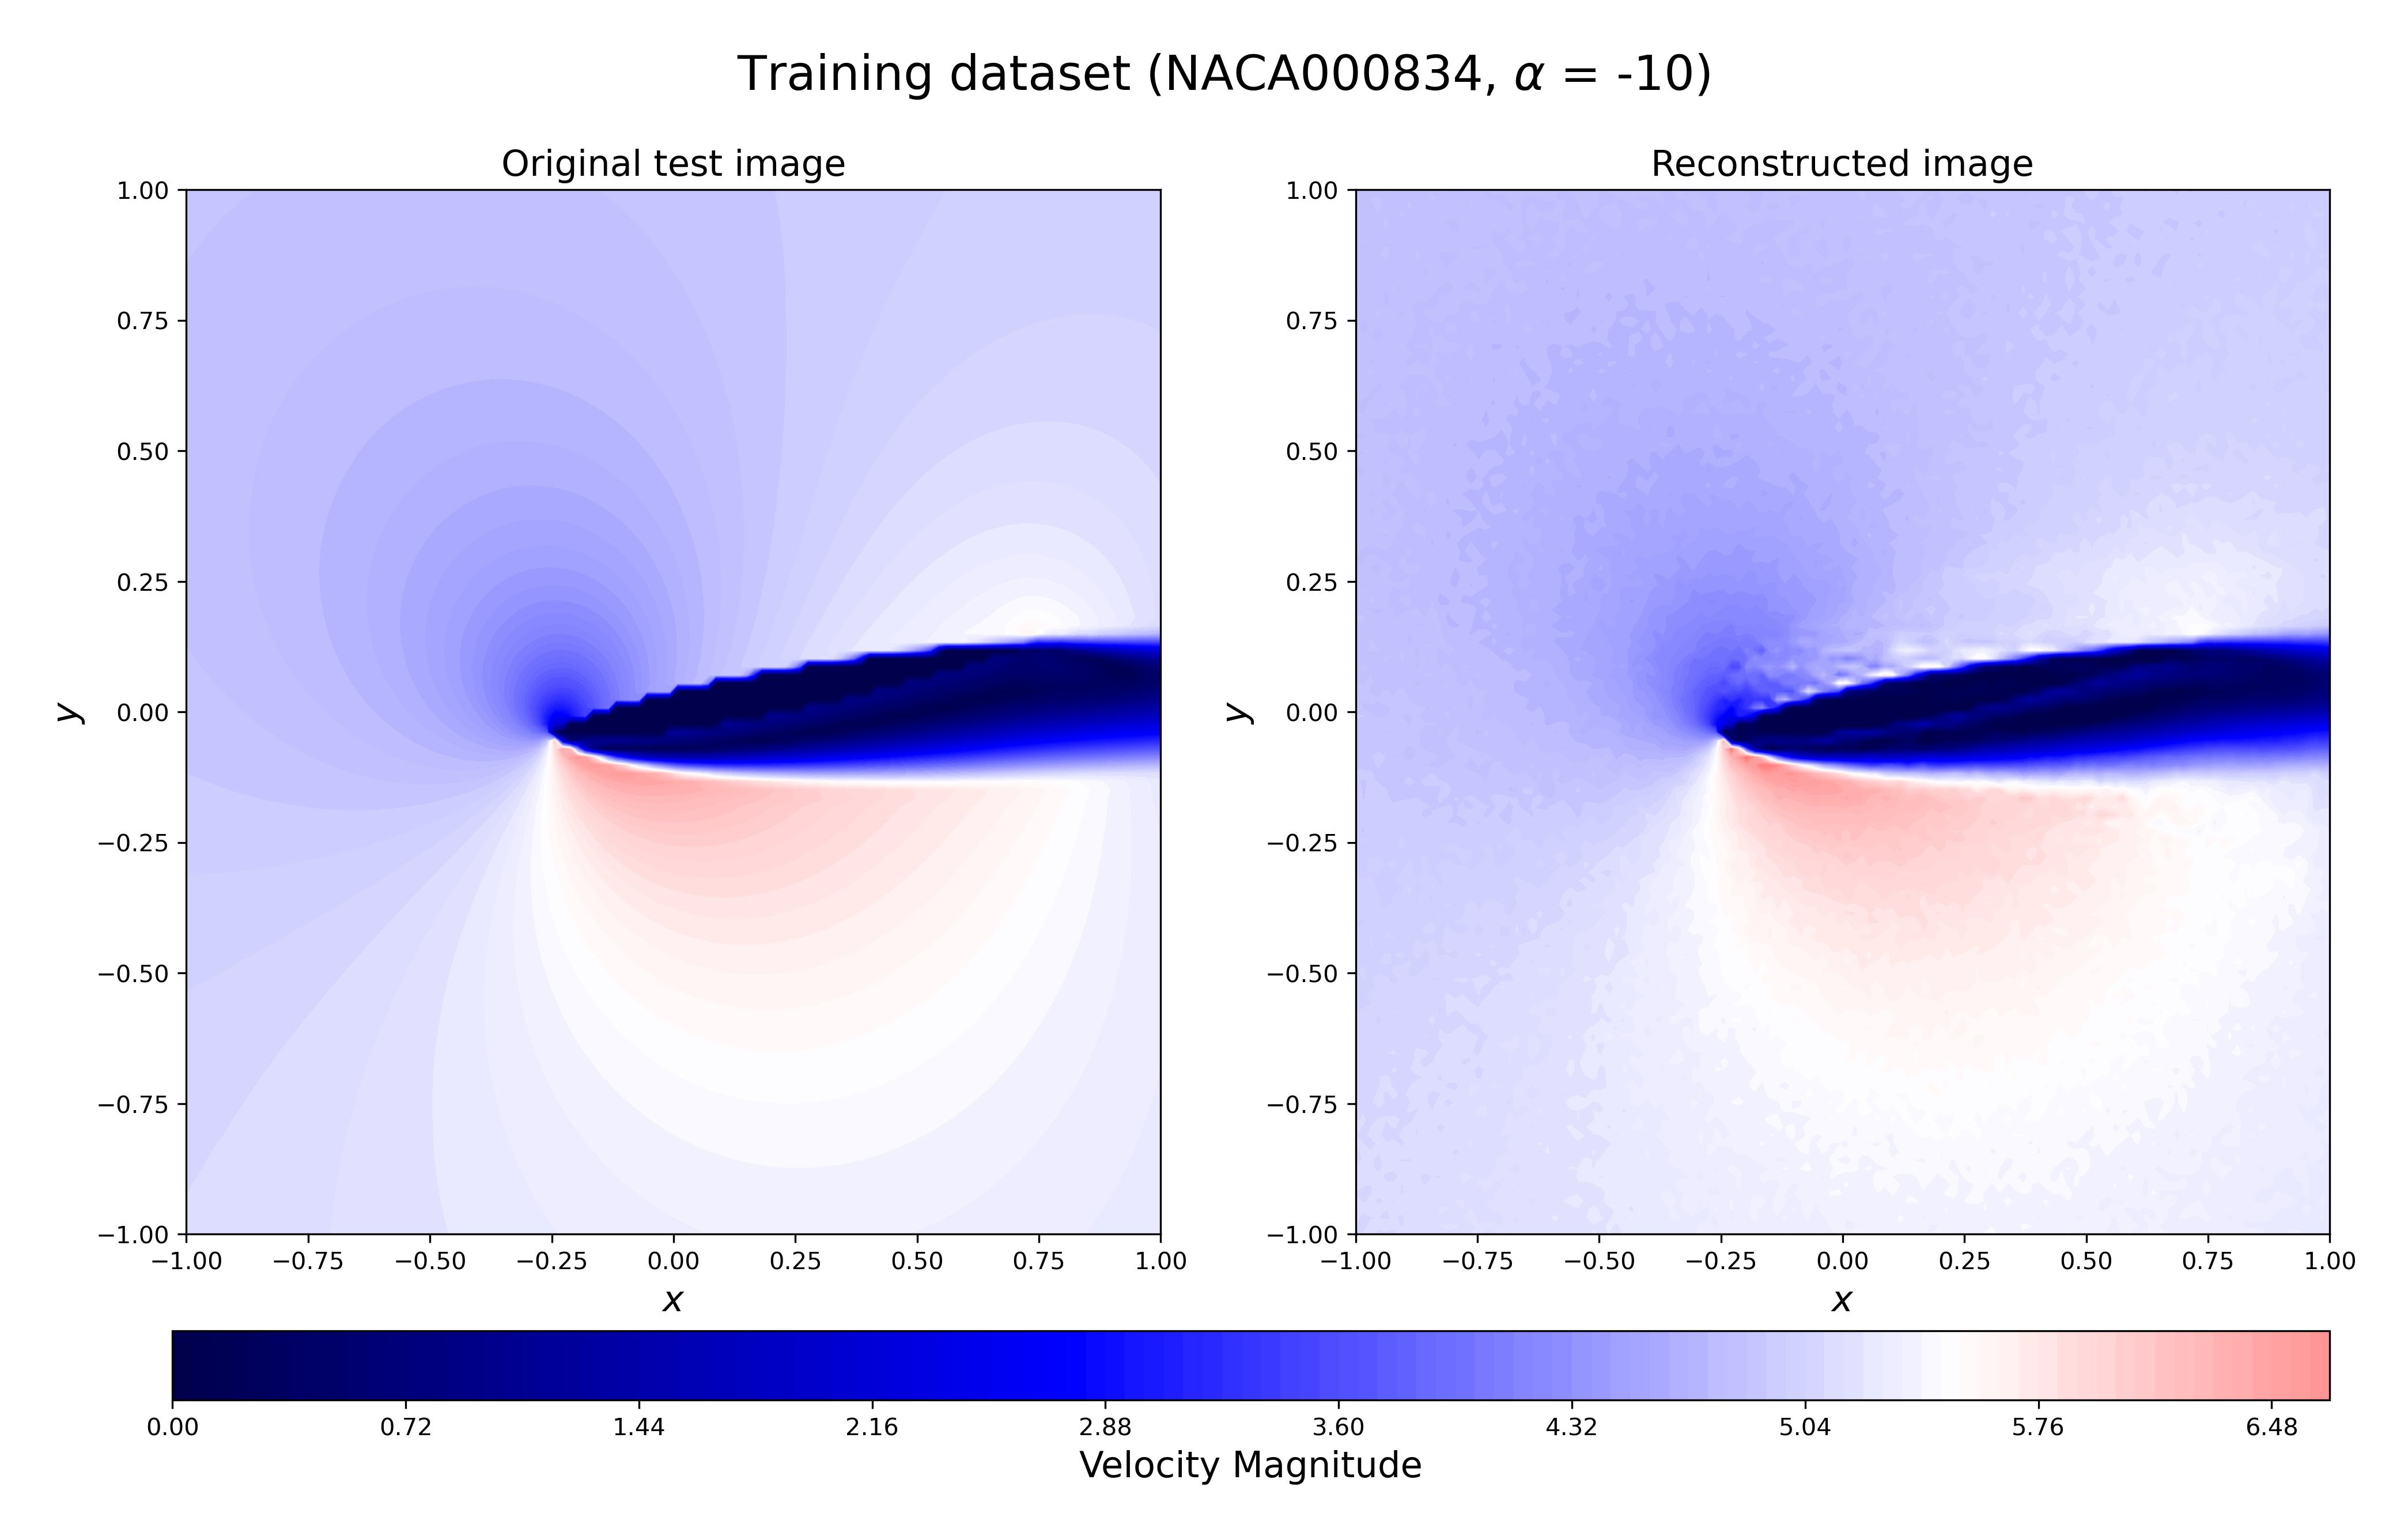 Training dataset (NACA000834, α = -10)
Original test image
Reconstructed image
1.00
0.75
0.50
0.25
0.00
−0.25
−0.50
−0.75
−1.00
y
−1.00 −0.75 −0.50 −0.25 0.00 0.25 0.50 0.75 1.00
x
1.00
0.75
0.50
0.25
0.00
−0.25
−0.50
−0.75
−1.00
y
−1.00 −0.75 −0.50 −0.25 0.00 0.25 0.50 0.75 1.00
x
0.00 0.72 1.44 2.16 2.88 3.60 4.32 5.04 5.76 6.48
Velocity Magnitude